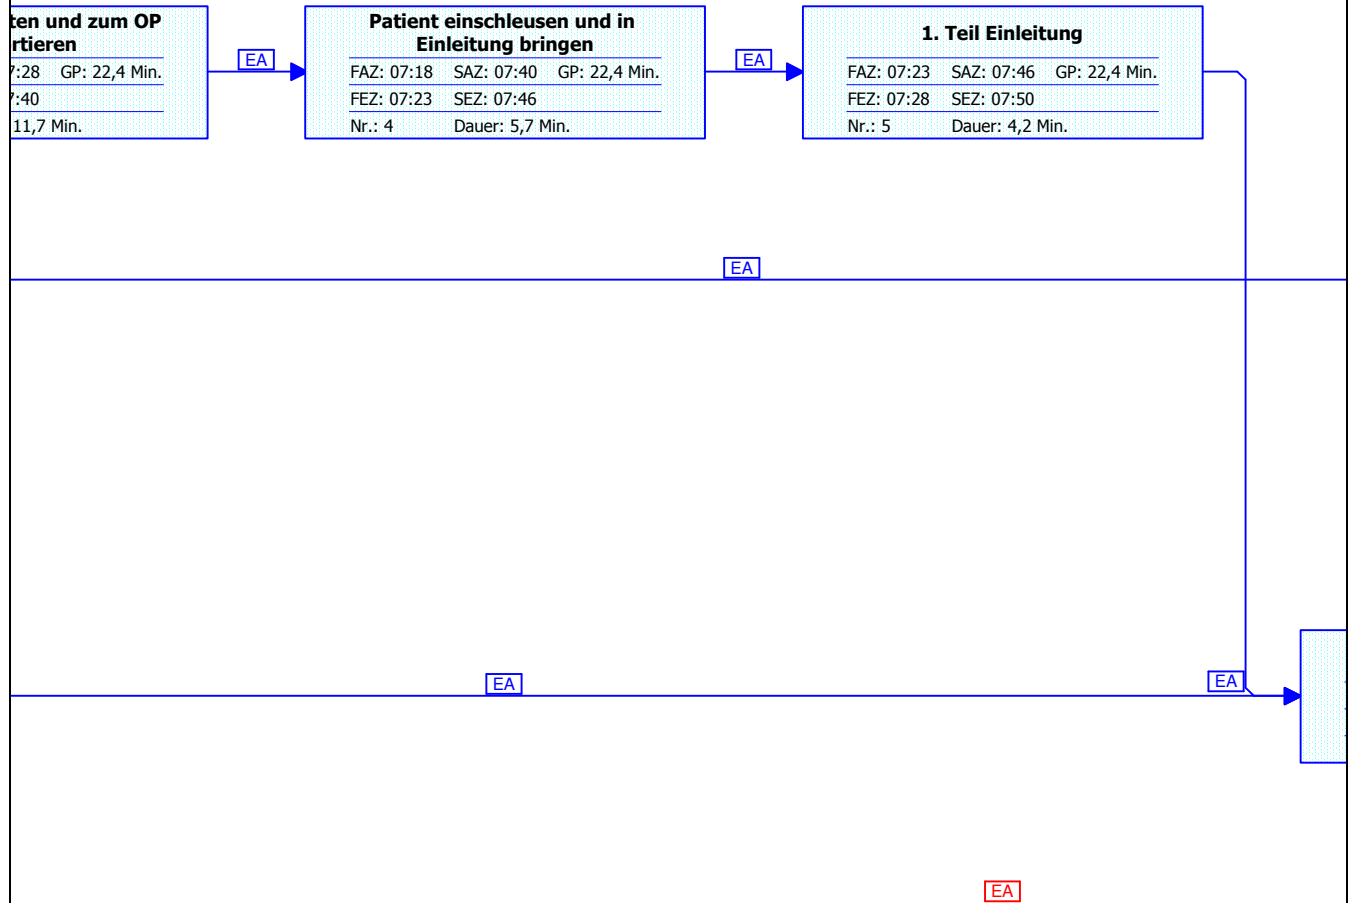 ten und zum OP
rtieren
7:28 GP: 22,4 Min.
7:40
11,7 Min.
EA
Patient einschleusen und in
Einleitung bringen
FAZ: 07:18 SAZ: 07:40 GP: 22,4 Min.
FEZ: 07:23 SEZ: 07:46
Nr.: 4 Dauer: 5,7 Min.
EA
1. Teil Einleitung
FAZ: 07:23 SAZ: 07:46 GP: 22,4 Min.
FEZ: 07:28 SEZ: 07:50
Nr.: 5 Dauer: 4,2 Min.
EA
EA
EA
EA